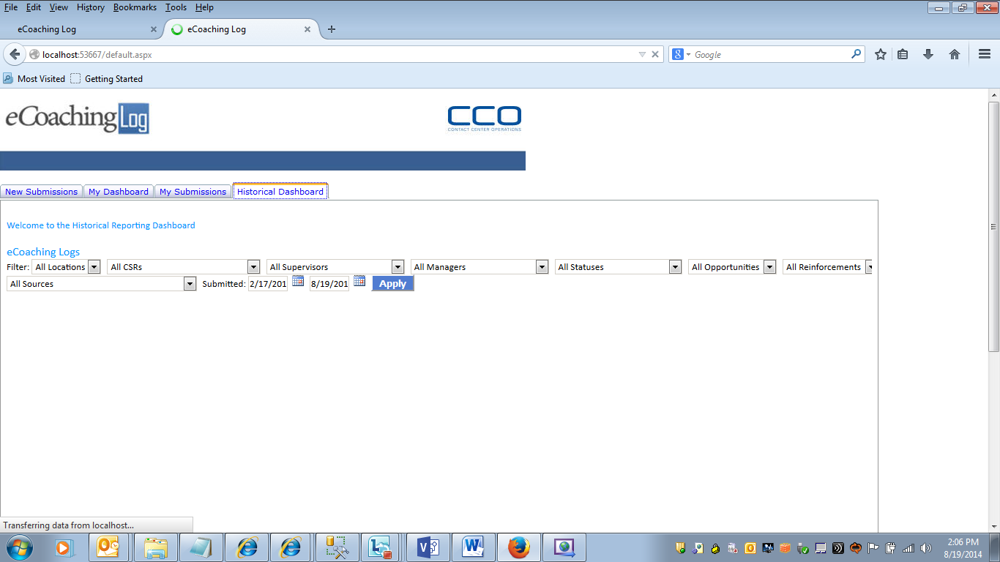 File Edit View History Bookmarks Tools Help
eCoaching Log
eCoaching Log
localhost:53667/default.aspx
Google
Most Visited Getting Started
eCoaching Log
CCO
CONTACT CENTER OPERATIONS
New Submissions My Dashboard My Submissions Historical Dashboard
Welcome to the Historical Reporting Dashboard
eCoaching Logs
Filter: All Locations All CSRs All Supervisors All Managers All Statuses All Opportunities All Reinforcements
All Sources Submitted: 2/17/201 8/19/201 Apply
Transferring data from localhost...
2:06 PM
8/19/2014